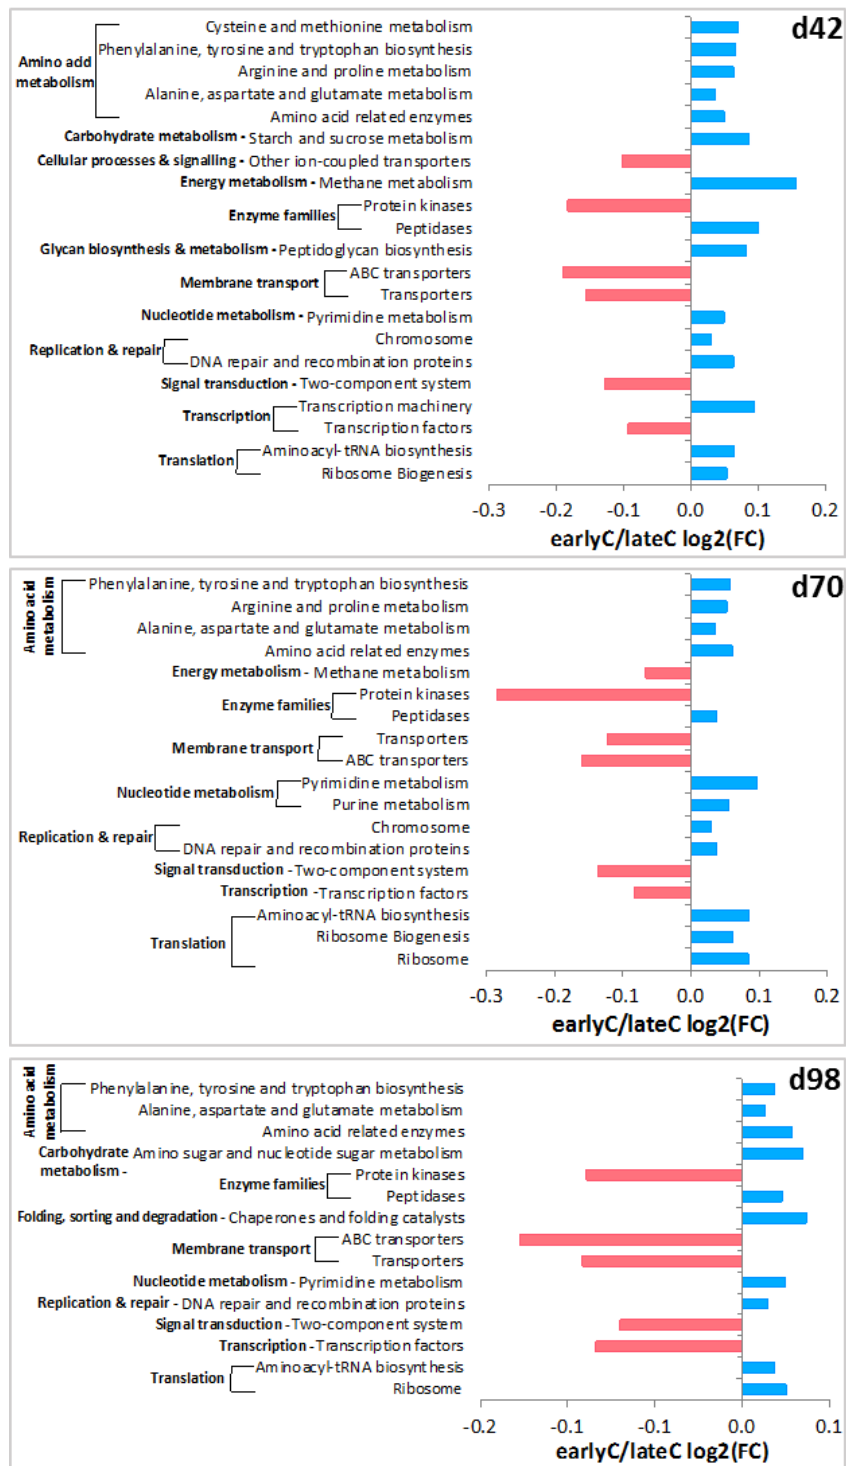 d42
Cysteine and methionine metabolism
Phenylalanine, tyrosine and tryptophan biosynthesis
Amino acid metabolism
Arginine and proline metabolism
Alanine, aspartate and glutamate metabolism
Amino acid related enzymes
Carbohydrate metabolism - Starch and sucrose metabolism
Cellular processes & signalling - Other ion-coupled transporters
Energy metabolism - Methane metabolism
Enzyme families
Protein kinases
Peptidases
Glycan biosynthesis & metabolism - Peptidoglycan biosynthesis
Membrane transport
ABC transporters
Transporters
Nucleotide metabolism - Pyrimidine metabolism
Replication & repair
Chromosome
DNA repair and recombination proteins
Signal transduction - Two-component system
Transcription
Transcription machinery
Transcription factors
Translation
Aminoacyl-tRNA biosynthesis
Ribosome Biogenesis
-0.3 -0.2 -0.1 0.0 0.1 0.2
earlyC/lateC log2(FC)
d70
Amino acid metabolism
Phenylalanine, tyrosine and tryptophan biosynthesis
Arginine and proline metabolism
Alanine, aspartate and glutamate metabolism
Amino acid related enzymes
Energy metabolism - Methane metabolism
Enzyme families
Protein kinases
Peptidases
Membrane transport
Transporters
ABC transporters
Nucleotide metabolism
Pyrimidine metabolism
Purine metabolism
Replication & repair
Chromosome
DNA repair and recombination proteins
Signal transduction - Two-component system
Transcription - Transcription factors
Translation
Aminoacyl-tRNA biosynthesis
Ribosome Biogenesis
Ribosome
-0.3 -0.2 -0.1 0.0 0.1 0.2
earlyC/lateC log2(FC)
d98
Amino acid metabolism
Phenylalanine, tyrosine and tryptophan biosynthesis
Alanine, aspartate and glutamate metabolism
Amino acid related enzymes
Carbohydrate metabolism - Amino sugar and nucleotide sugar metabolism
Enzyme families
Protein kinases
Peptidases
Folding, sorting and degradation - Chaperones and folding catalysts
Membrane transport
ABC transporters
Transporters
Nucleotide metabolism - Pyrimidine metabolism
Replication & repair - DNA repair and recombination proteins
Signal transduction - Two-component system
Transcription - Transcription factors
Translation
Aminoacyl-tRNA biosynthesis
Ribosome
-0.2 -0.1 -0.1 0.0 0.1
earlyC/lateC log2(FC)